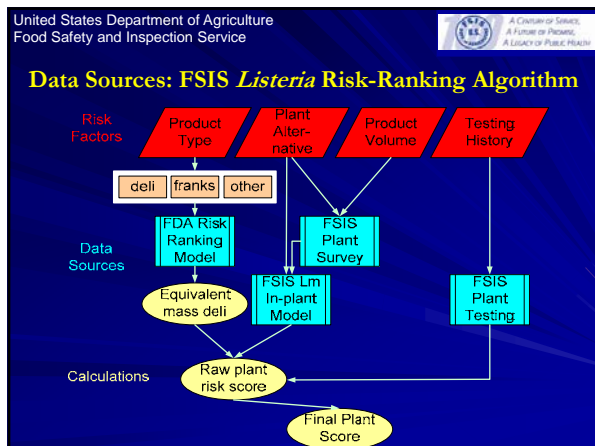 United States Department of Agriculture
Food Safety and Inspection Service
A CENTURY OF SERVICE,
A FUTURE OF PROMISE,
A LEGACY OF PUBLIC HEALTH
Data Sources: FSIS Listeria Risk-Ranking Algorithm
Risk
Factors
Product
Type
Plant
Alter-
native
Product
Volume
Testing
History
deli
franks
other
Data
Sources
FDA Risk
Ranking
Model
FSIS
Plant
Survey
Equivalent
mass deli
FSIS Lm
In-plant
Model
FSIS
Plant
Testing
Calculations
Raw plant
risk score
Final Plant
Score